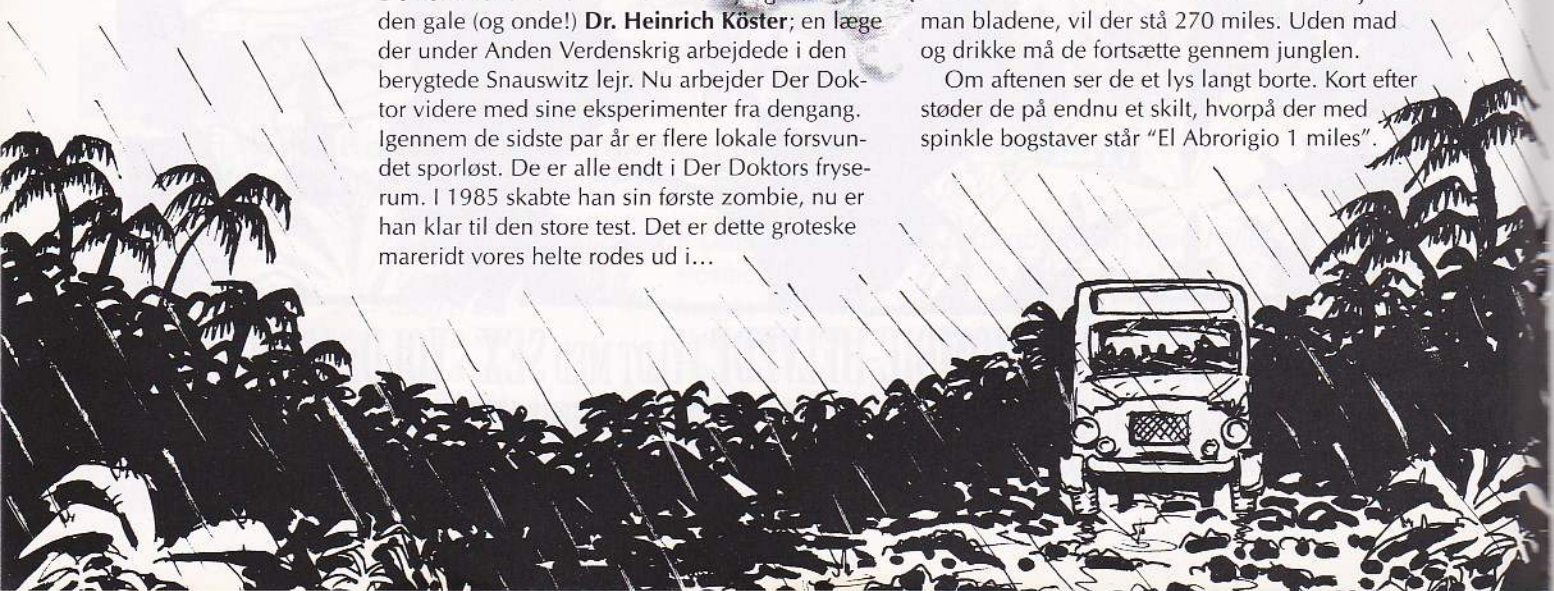 den gale (og onde!) Dr. Heinrich Köster; en læge
der under Anden Verdenskrig arbejdede i den
berygtede Snauswitz lejr. Nu arbejder Der Dok-
tor videre med sine eksperimenter fra dengang.
Igennem de sidste par år er flere lokale forsvun-
det sporløst. De er alle endt i Der Doktors fryse-
rum. I 1985 skabte han sin første zombie, nu er
han klar til den store test. Det er dette groteske
mareridt vores helte rodes ud i...
man bladene, vil der stå 270 miles. Uden mad
og drikke må de fortsætte gennem junglen.
Om aftenen ser de et lys langt borte. Kort efter
støder de på endnu et skilt, hvorpå der med
spinkle bogstaver står “El Abrorigio 1 miles”.